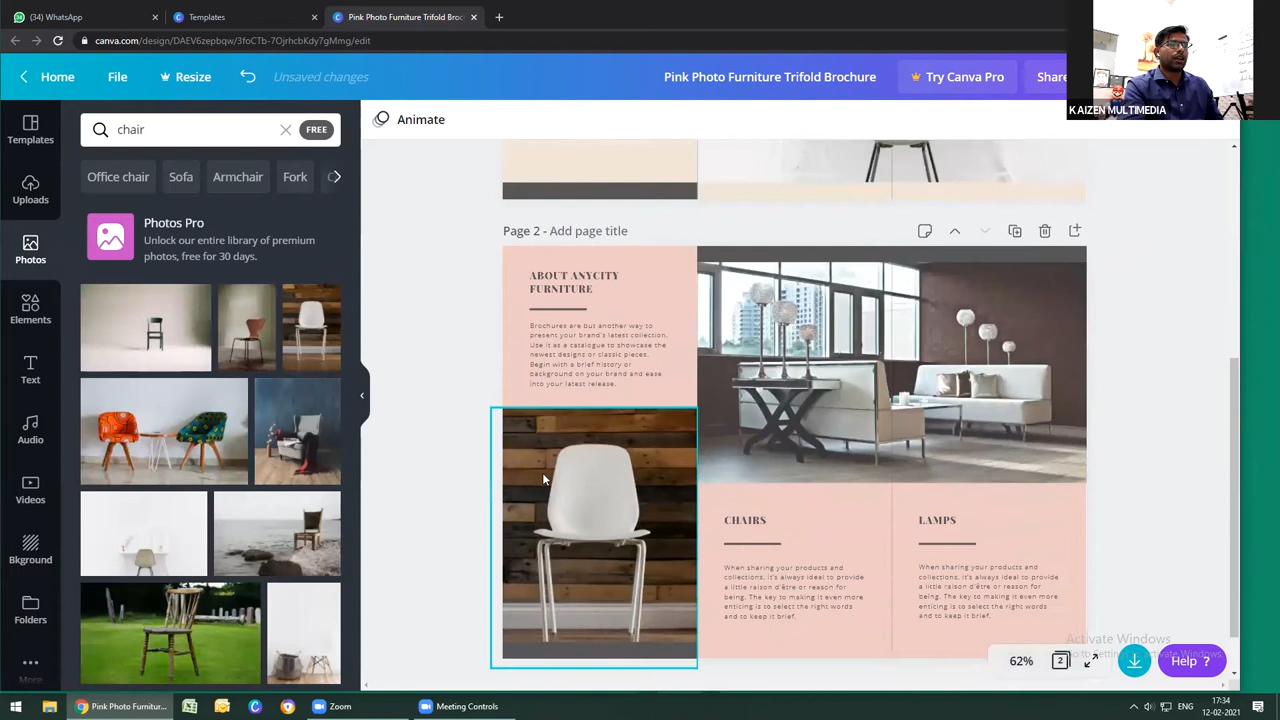 (34) WhatsApp
Templates
Pink Photo Furniture Trifold Broc
canva.com/design/DAEV6zepbqw/3foCTb-7OjrhcbKdy7gMmg/edit
Home
File
Resize
Unsaved changes
Pink Photo Furniture Trifold Brochure
Try Canva Pro
Share
KAIZEN MULTIMEDIA
Templates
Uploads
Photos
Elements
Text
Audio
Videos
Bkground
Folders
More
chair
FREE
Office chair
Sofa
Armchair
Fork
Photos Pro
Unlock our entire library of premium
photos, free for 30 days.
Animate
Page 2 - Add page title
ABOUT ANYCITY
FURNITURE
Brochures are but another way to
present your brand's latest collection.
Use it as a catalogue to showcase the
newest designs or classic pieces.
Begin with a brief history or
background on your brand and ease
into your latest release.
CHAIRS
When sharing your products and
collections, it's always ideal to provide
a little raison d'être or reason for
being. The key to making it even more
enticing is to select the right words
and to keep it brief.
LAMPS
When sharing your products and
collections, it's always ideal to provide
a little raison d'être or reason for
being. The key to making it even more
enticing is to select the right words
and to keep it brief.
Activate Windows
62%
2
Help ?
Pink Photo Furnitur...
Zoom
Meeting Controls
ENG
17:34
12-02-2021